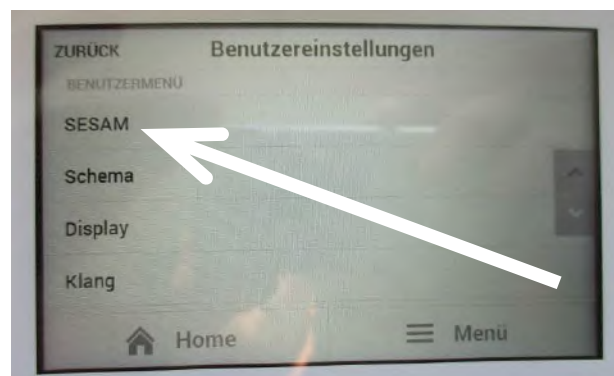 ZURÜCK Benutzereinstellungen
BENUTZERMENÜ
SESAM
Schema
Display
Klang
Home Menü